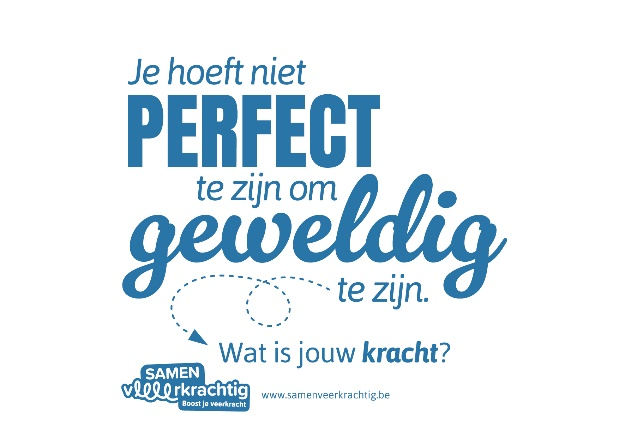 Je hoeft niet
PERFECT
te zijn om
geweldig
te zijn.
Wat is jouw kracht?
SAMEN
veeerkrachtig
Boost je veerkracht
www.samenveerkrachtig.be